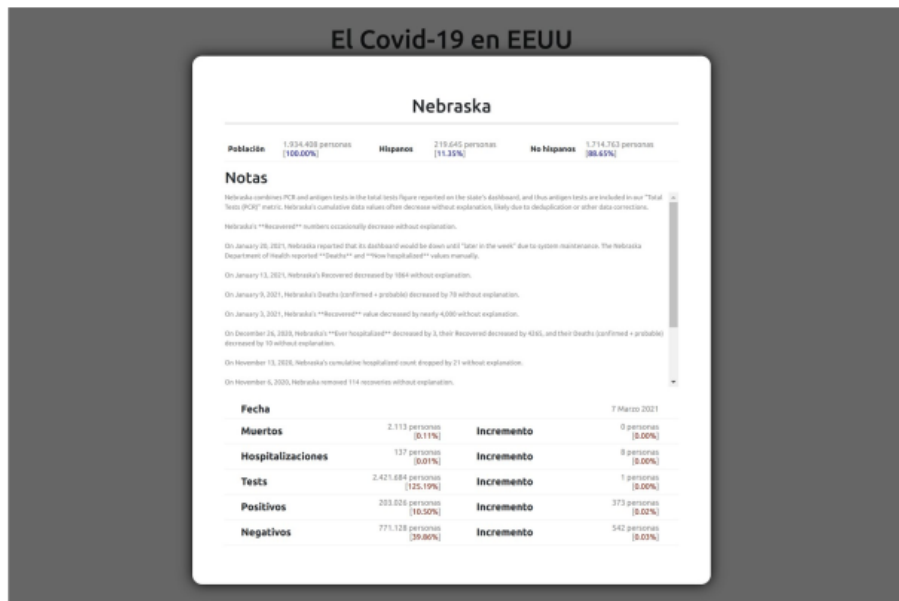 El Covid-19 en EEUU
Nebraska
Población 1.934.408 personas [100.00%] Hispanos 219.645 personas [11.35%] No hispanos 1.714.763 personas [88.65%]
Notas
Nebraska combines PCR and antigen tests in the total tests figure reported on the state's dashboard, and thus antigen tests are included in our "Total
Tests (PCR)" metric. Nebraska's cumulative data values often decrease without explanation, likely due to deduplication or other data corrections.
Nebraska's **Recovered** numbers occasionally decrease without explanation.
On January 20, 2021, Nebraska reported that its dashboard would be down until "later in the week" due to system maintenance. The Nebraska
Department of Health reported **Deaths** and **Now hospitalized** values manually.
On January 13, 2021, Nebraska's Recovered decreased by 1064 without explanation.
On January 9, 2021, Nebraska's Deaths (confirmed + probable) decreased by 78 without explanation.
On January 3, 2021, Nebraska's **Recovered** value decreased by nearly 4,000 without explanation.
On December 26, 2020, Nebraska's **Ever hospitalized** decreased by 3, their Recovered decreased by 4265, and their Deaths (confirmed + probable)
decreased by 10 without explanation.
On November 13, 2020, Nebraska's cumulative hospitalized count dropped by 21 without explanation.
On November 6, 2020, Nebraska removed 114 recoveries without explanation.
Fecha 7 Marzo 2021
Muertos 2.113 personas [0.11%] Incremento 0 personas [0.00%]
Hospitalizaciones 137 personas [0.01%] Incremento 0 personas [0.00%]
Tests 2.421.684 personas [125.19%] Incremento 1 personas [0.00%]
Positivos 203.026 personas [10.50%] Incremento 373 personas [0.02%]
Negativos 771.128 personas [39.86%] Incremento 542 personas [0.03%]